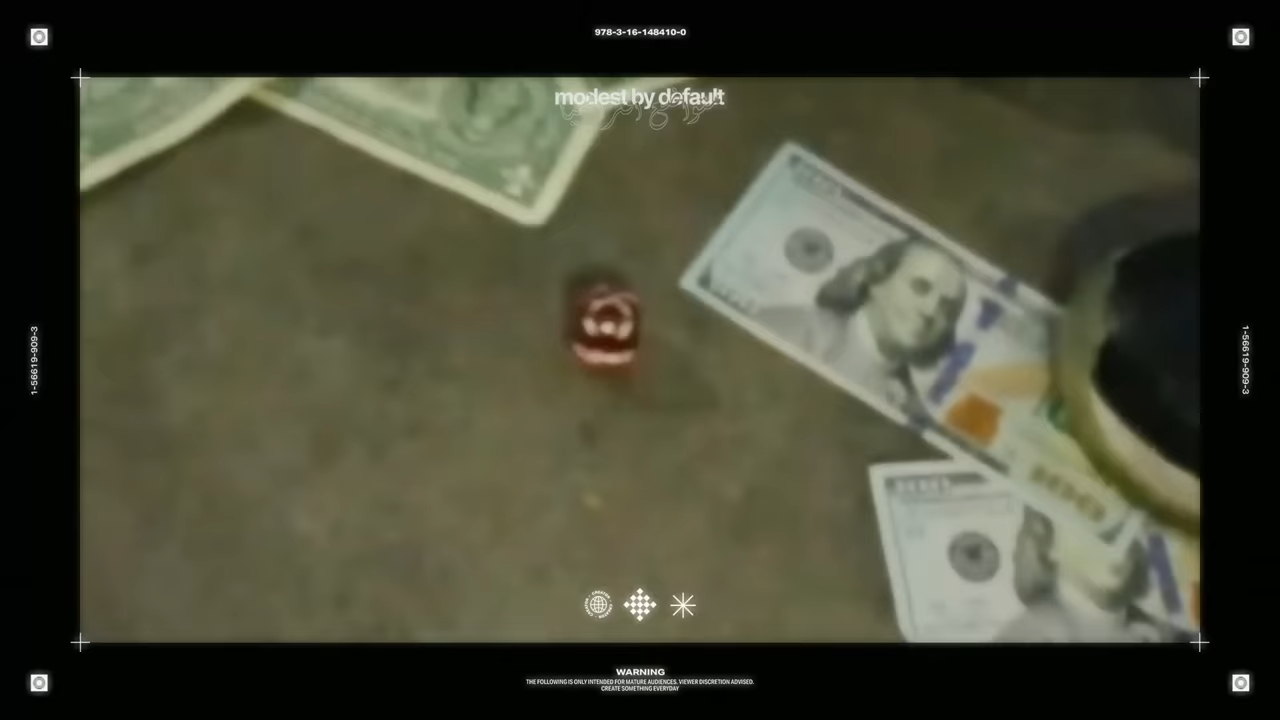 978-3-16-148410-0
modest by default
1-56619-909-3
1-56619-909-3
WARNING
THE FOLLOWING IS ONLY INTENDED FOR MATURE AUDIENCES. VIEWER DISCRETION ADVISED.
CREATE SOMETHING EVERYDAY